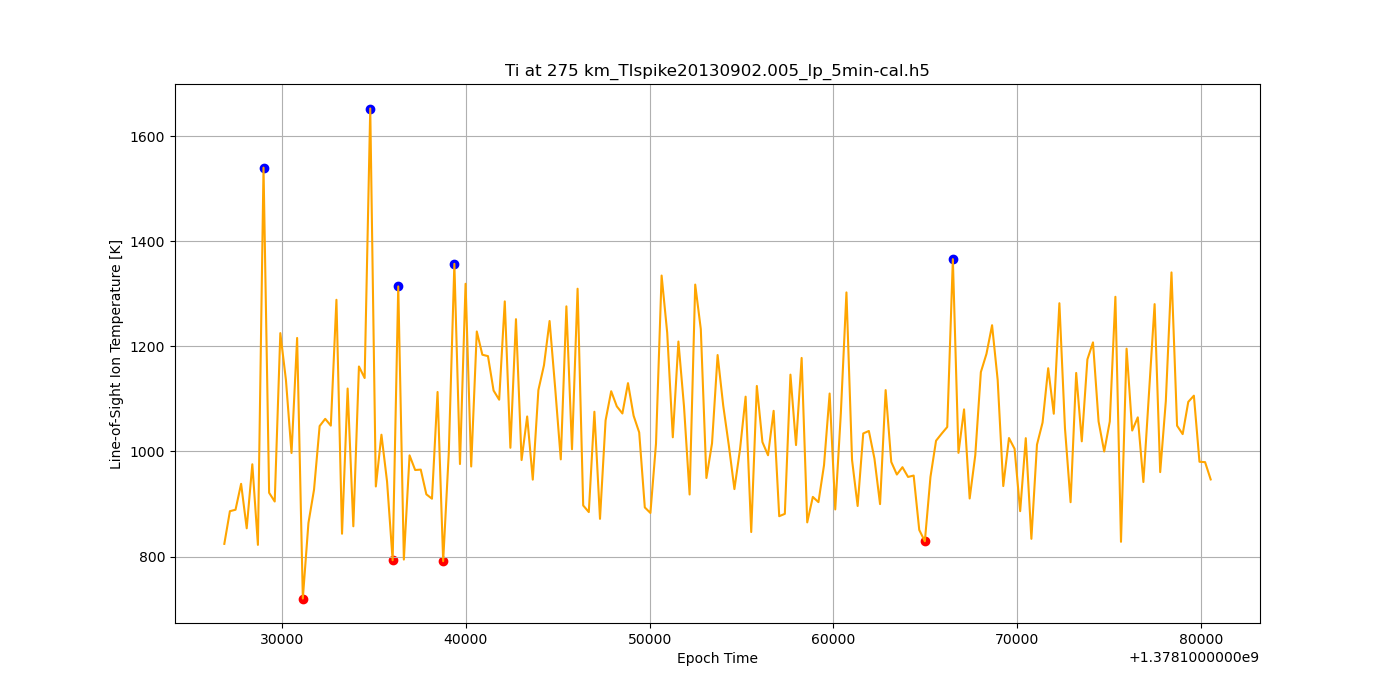 Ti at 275 km_TIspike20130902.005_lp_5min-cal.h5
Line-of-Sight Ion Temperature [K]
1600
1400
1200
1000
800
30000 40000 50000 60000 70000 80000
Epoch Time
+1.3781000000e9